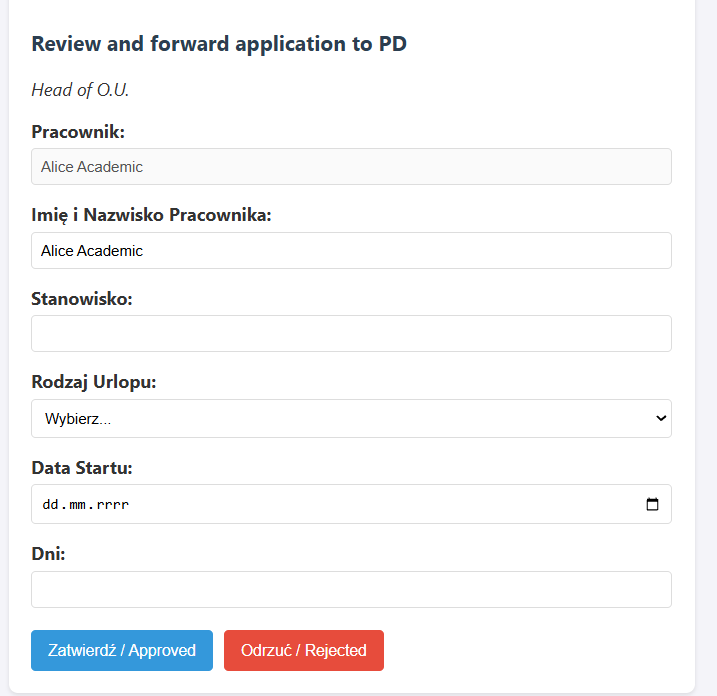 Review and forward application to PD
Head of O.U.
Pracownik:
Alice Academic
Imię i Nazwisko Pracownika:
Alice Academic
Stanowisko:
Rodzaj Urlopu:
Wybierz...
Data Startu:
dd.mm.rrrr
Dni:
Zatwierdź / Approved
Odrzuć / Rejected